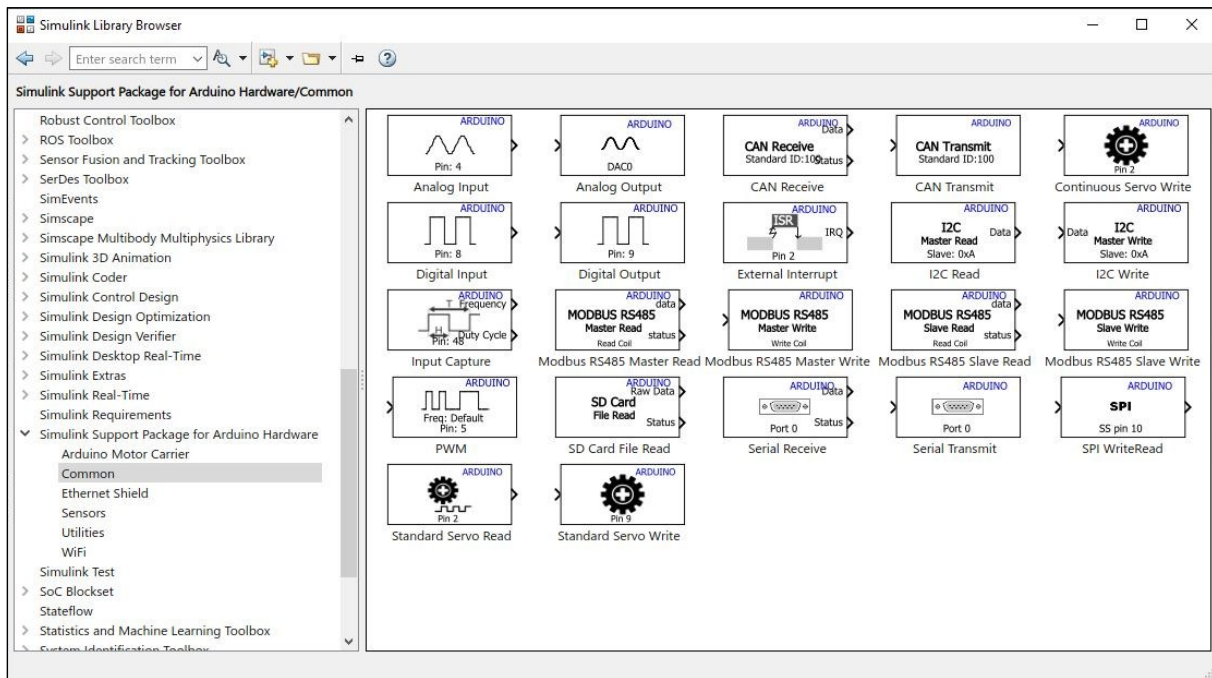 Simulink Library Browser
Enter search term
Simulink Support Package for Arduino Hardware/Common
Robust Control Toolbox
ROS Toolbox
Sensor Fusion and Tracking Toolbox
SerDes Toolbox
SimEvents
Simscape
Simscape Multibody Multiphysics Library
Simulink 3D Animation
Simulink Coder
Simulink Control Design
Simulink Design Optimization
Simulink Design Verifier
Simulink Desktop Real-Time
Simulink Extras
Simulink Real-Time
Simulink Requirements
Simulink Support Package for Arduino Hardware
Arduino Motor Carrier
Common
Ethernet Shield
Sensors
Utilities
WiFi
Simulink Test
SoC Blockset
Stateflow
Statistics and Machine Learning Toolbox
System Identification Toolbox
ARDUINO
Pin: 4
Analog Input
ARDUINO
DAC0
Analog Output
ARDUINO
Data
CAN Receive
Standard ID:100
Status
CAN Receive
ARDUINO
CAN Transmit
Standard ID:100
CAN Transmit
ARDUINO
Pin 2
Continuous Servo Write
ARDUINO
Pin: 8
Digital Input
ARDUINO
Pin: 9
Digital Output
ARDUINO
ISR
IRQ
Pin 2
External Interrupt
ARDUINO
I2C
Master Read
Data
Slave: 0xA
I2C Read
ARDUINO
Data
I2C
Master Write
Slave: 0xA
I2C Write
ARDUINO
T
Frequency
H
Duty Cycle
Pin: 48
Input Capture
ARDUINO
data
MODBUS RS485
Master Read
status
Read Coil
Modbus RS485 Master Read
ARDUINO
MODBUS RS485
Master Write
Write Coil
Modbus RS485 Master Write
ARDUINO
data
MODBUS RS485
Slave Read
status
Read Coil
Modbus RS485 Slave Read
ARDUINO
MODBUS RS485
Slave Write
Write Coil
Modbus RS485 Slave Write
ARDUINO
Freq: Default
Pin: 5
PWM
ARDUINO
Raw Data
SD Card
File Read
Status
SD Card File Read
ARDUINO
Data
Port 0
Status
Serial Receive
ARDUINO
Port 0
Serial Transmit
ARDUINO
SPI
SS pin 10
SPI WriteRead
ARDUINO
Pin 2
Standard Servo Read
ARDUINO
Pin 9
Standard Servo Write